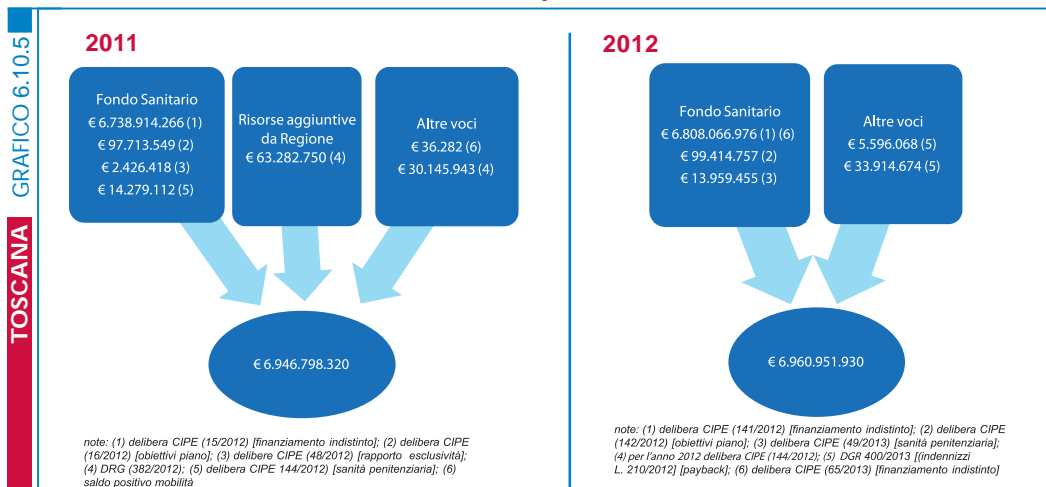 GRAFICO 6.10.5
TOSCANA
2011
Fondo Sanitario
€ 6.738.914.266 (1)
€ 97.713.549 (2)
€ 2.426.418 (3)
€ 14.279.112 (5)
Risorse aggiuntive
da Regione
€ 63.282.750 (4)
Altre voci
€ 36.282 (6)
€ 30.145.943 (4)
€ 6.946.798.320
note: (1) delibera CIPE (15/2012) [finanziamento indistinto]; (2) delibera CIPE
(16/2012) [obiettivi piano]; (3) delibere CIPE (48/2012) [rapporto esclusività];
(4) DRG (382/2012); (5) delibera CIPE 144/2012) [sanità penitenziaria]; (6)
saldo positivo mobilità
2012
Fondo Sanitario
€ 6.808.066.976 (1) (6)
€ 99.414.757 (2)
€ 13.959.455 (3)
Altre voci
€ 5.596.068 (5)
€ 33.914.674 (5)
€ 6.960.951.930
note: (1) delibera CIPE (141/2012) [finanziamento indistinto]; (2) delibera CIPE
(142/2012) [obiettivi piano]; (3) delibera CIPE (49/2013) [sanità penitenziaria];
(4) per l'anno 2012 delibera CIPE (144/2012); (5) DGR 400/2013 [(indennizzi
L. 210/2012) [payback]; (6) delibera CIPE (65/2013) [finanziamento indistinto]